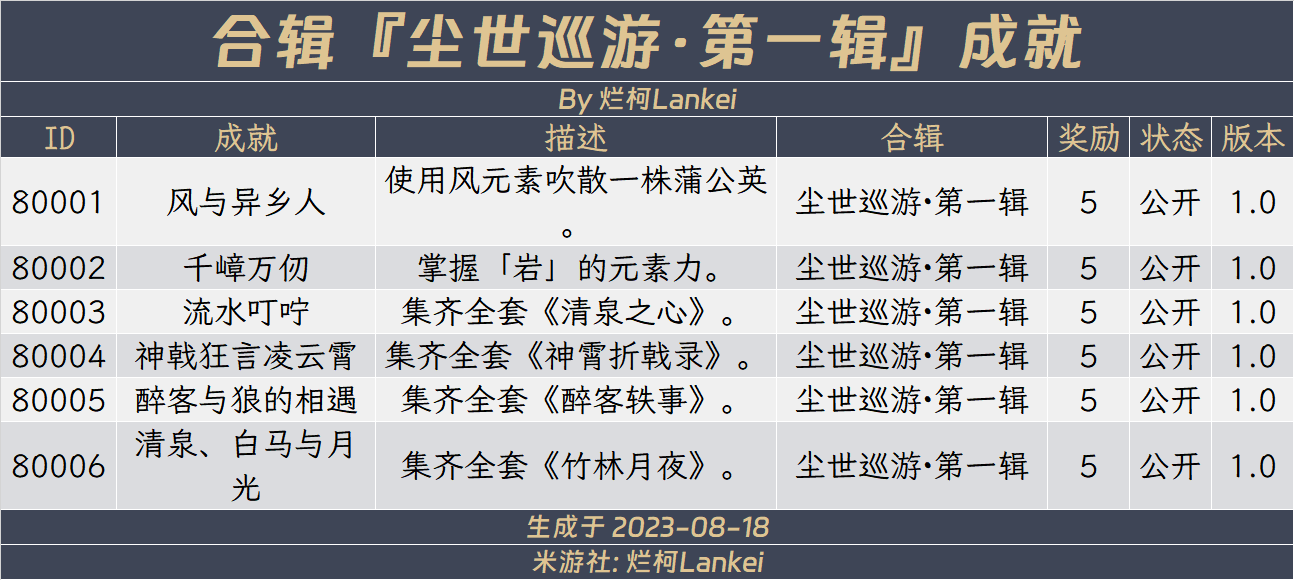 合辑『尘世巡游·第一辑』成就
By 烂柯Lankei
ID 成就 描述 合辑 奖励 状态 版本
80001 风与异乡人 使用风元素吹散一株蒲公英。 尘世巡游•第一辑 5 公开 1.0
80002 千嶂万仞 掌握「岩」的元素力。 尘世巡游•第一辑 5 公开 1.0
80003 流水叮咛 集齐全套《清泉之心》。 尘世巡游•第一辑 5 公开 1.0
80004 神戟狂言凌云霄 集齐全套《神霄折戟录》。 尘世巡游•第一辑 5 公开 1.0
80005 醉客与狼的相遇 集齐全套《醉客轶事》。 尘世巡游•第一辑 5 公开 1.0
80006 清泉、白马与月光 集齐全套《竹林月夜》。 尘世巡游•第一辑 5 公开 1.0
生成于 2023-08-18
米游社: 烂柯Lankei